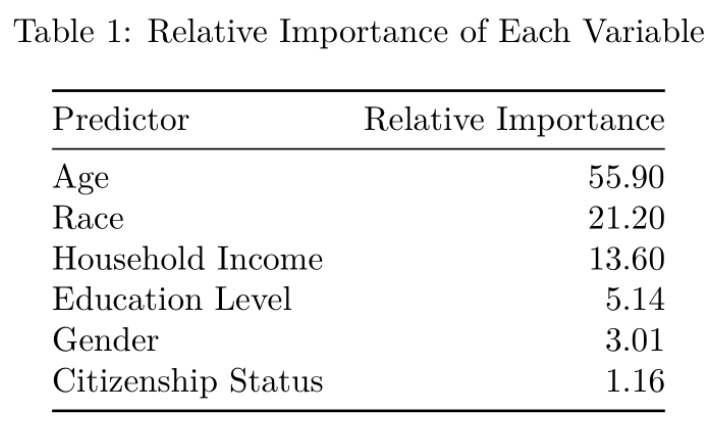 Table 1: Relative Importance of Each Variable
Predictor Relative Importance
Age 55.90
Race 21.20
Household Income 13.60
Education Level 5.14
Gender 3.01
Citizenship Status 1.16